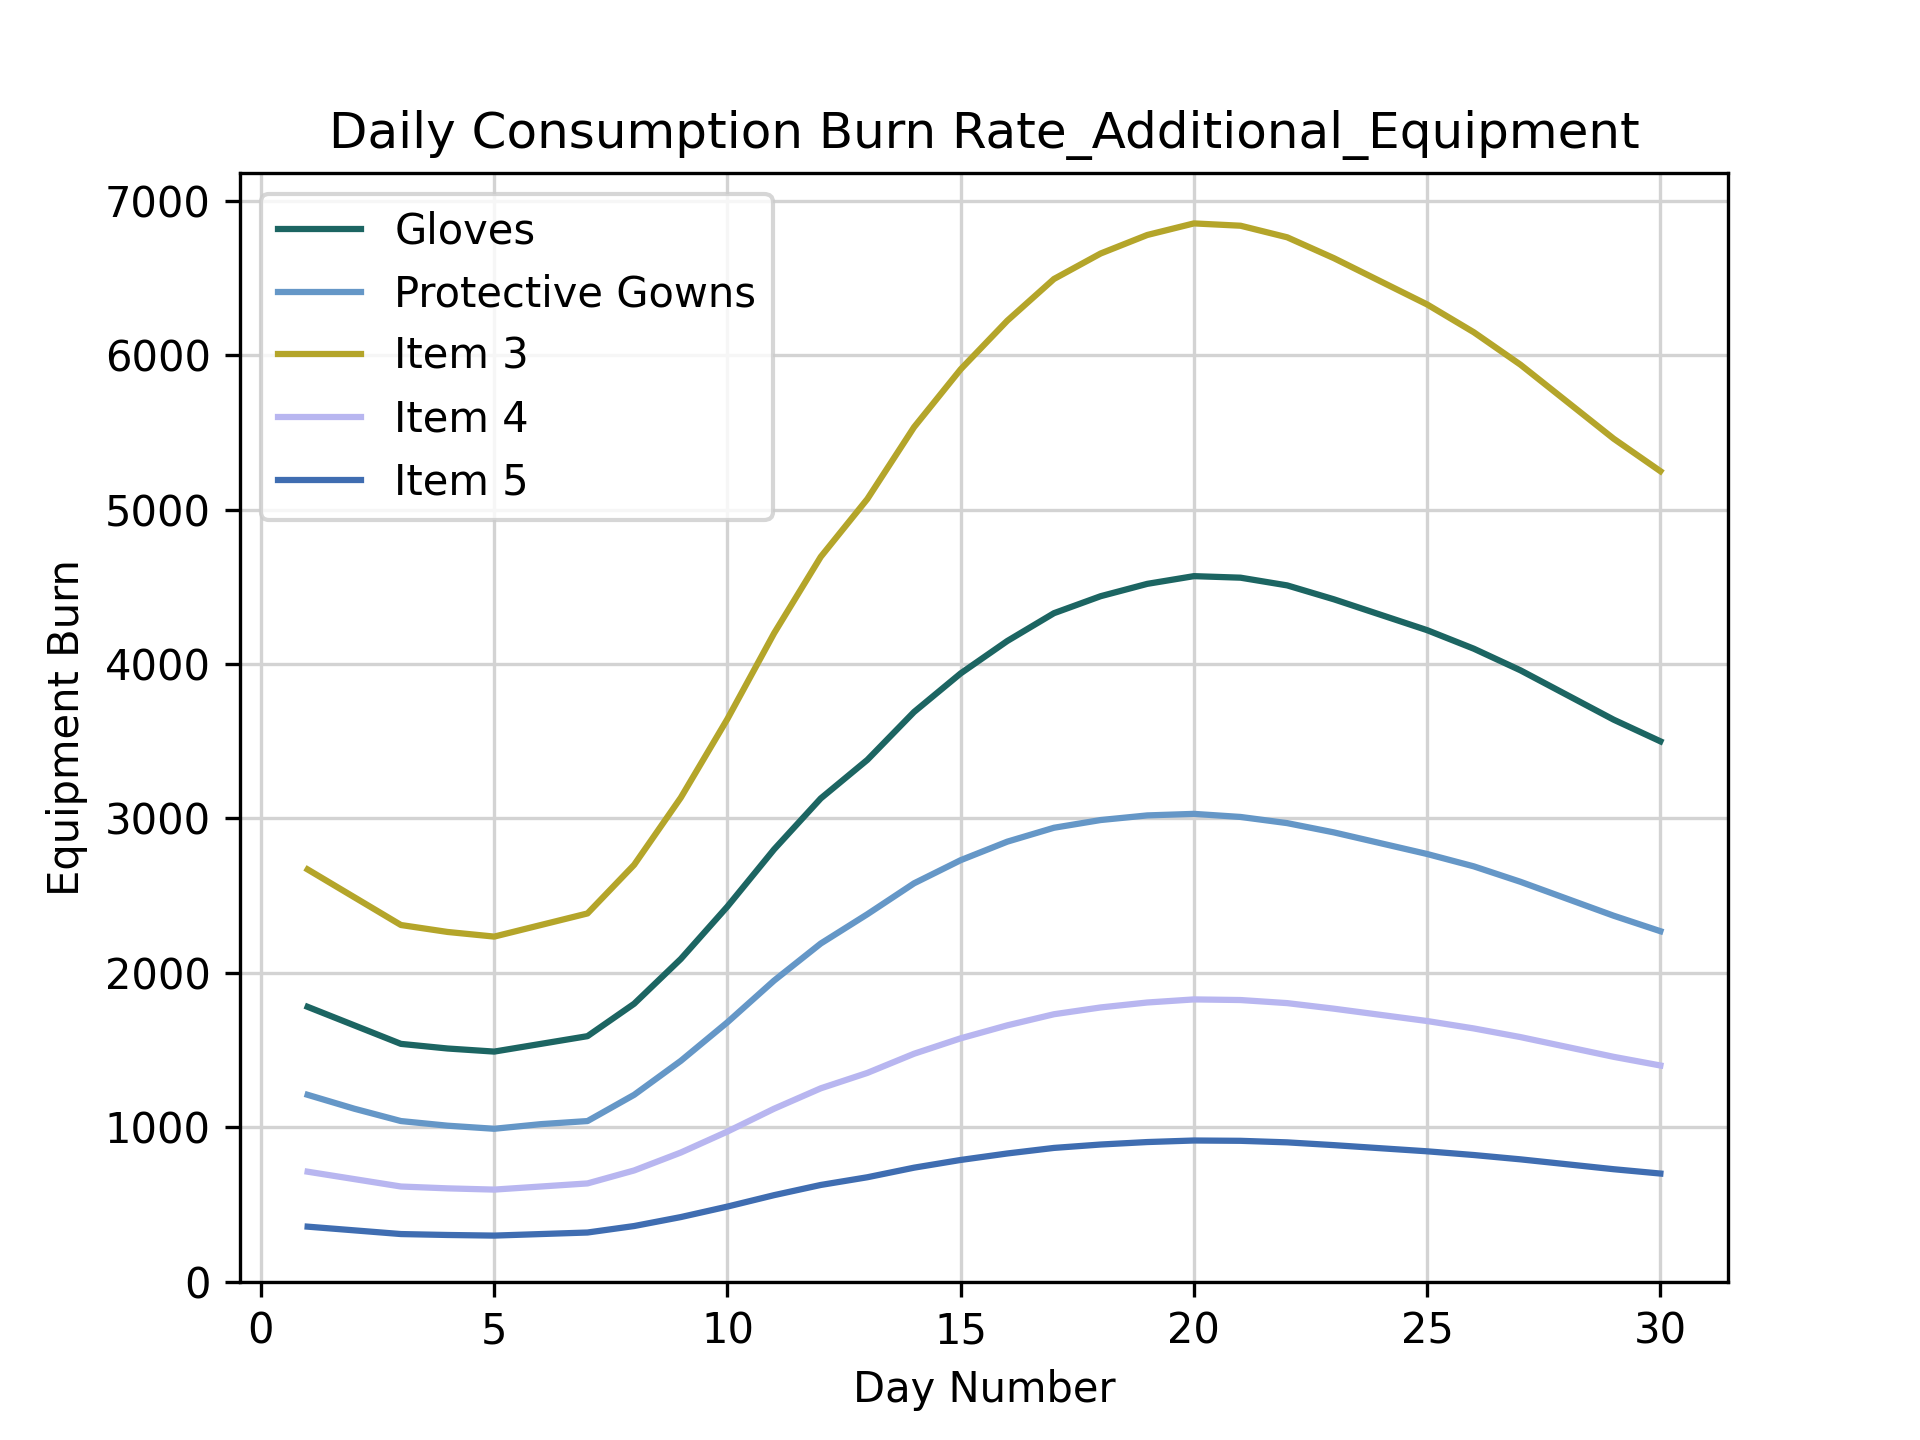 Daily Consumption Burn Rate_Additional_Equipment
7000
6000
5000
4000
3000
2000
1000
0
Equipment Burn
Gloves
Protective Gowns
Item 3
Item 4
Item 5
0 5 10 15 20 25 30
Day Number